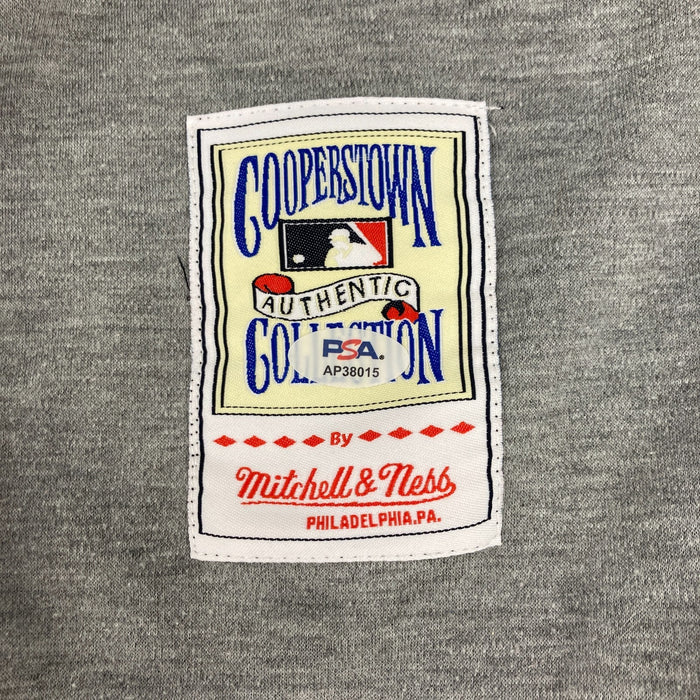 COOPERSTOWN
AUTHENTIC
COLLECTION
PSA.
AP38015
By
Mitchell & Ness
PHILADELPHIA.PA.